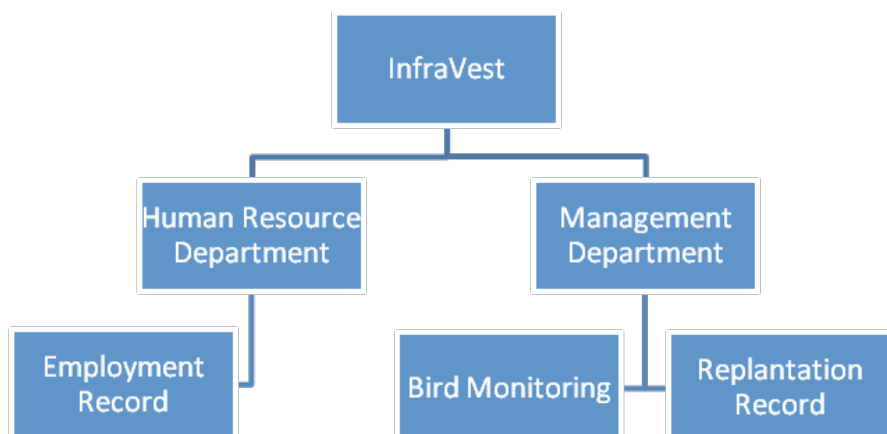 InfraVest
Human Resource
Department
Management
Department
Employment
Record
Bird Monitoring
Replantation
Record